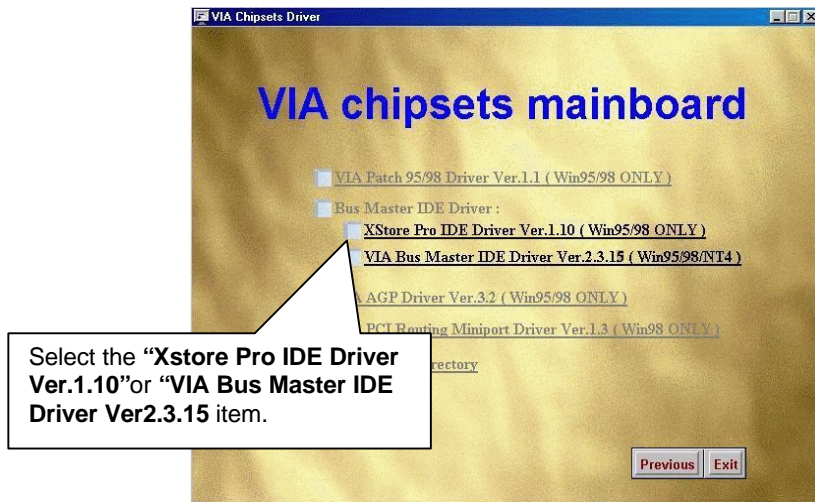 VIA Chipsets Driver
VIA chipsets mainboard
VIA Patch 95/98 Driver Ver.1.1 ( Win95/98 ONLY )
Bus Master IDE Driver :
XStore Pro IDE Driver Ver.1.10 ( Win95/98 ONLY )
VIA Bus Master IDE Driver Ver.2.3.15 ( Win95/98/NT4 )
AGP Driver Ver.3.2 ( Win95/98 ONLY )
PCI Routing Miniport Driver Ver.1.3 ( Win98 ONLY )
Select the “Xstore Pro IDE Driver
Ver.1.10”or “VIA Bus Master IDE
Driver Ver2.3.15 item.
Previous Exit